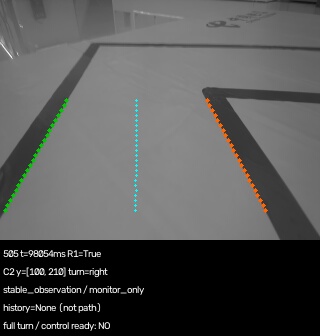 505 t=98054ms R1=True
C2 y=[100, 210] turn=right
stable_observation / monitor_only
history=None (not path)
full turn / control ready: NO